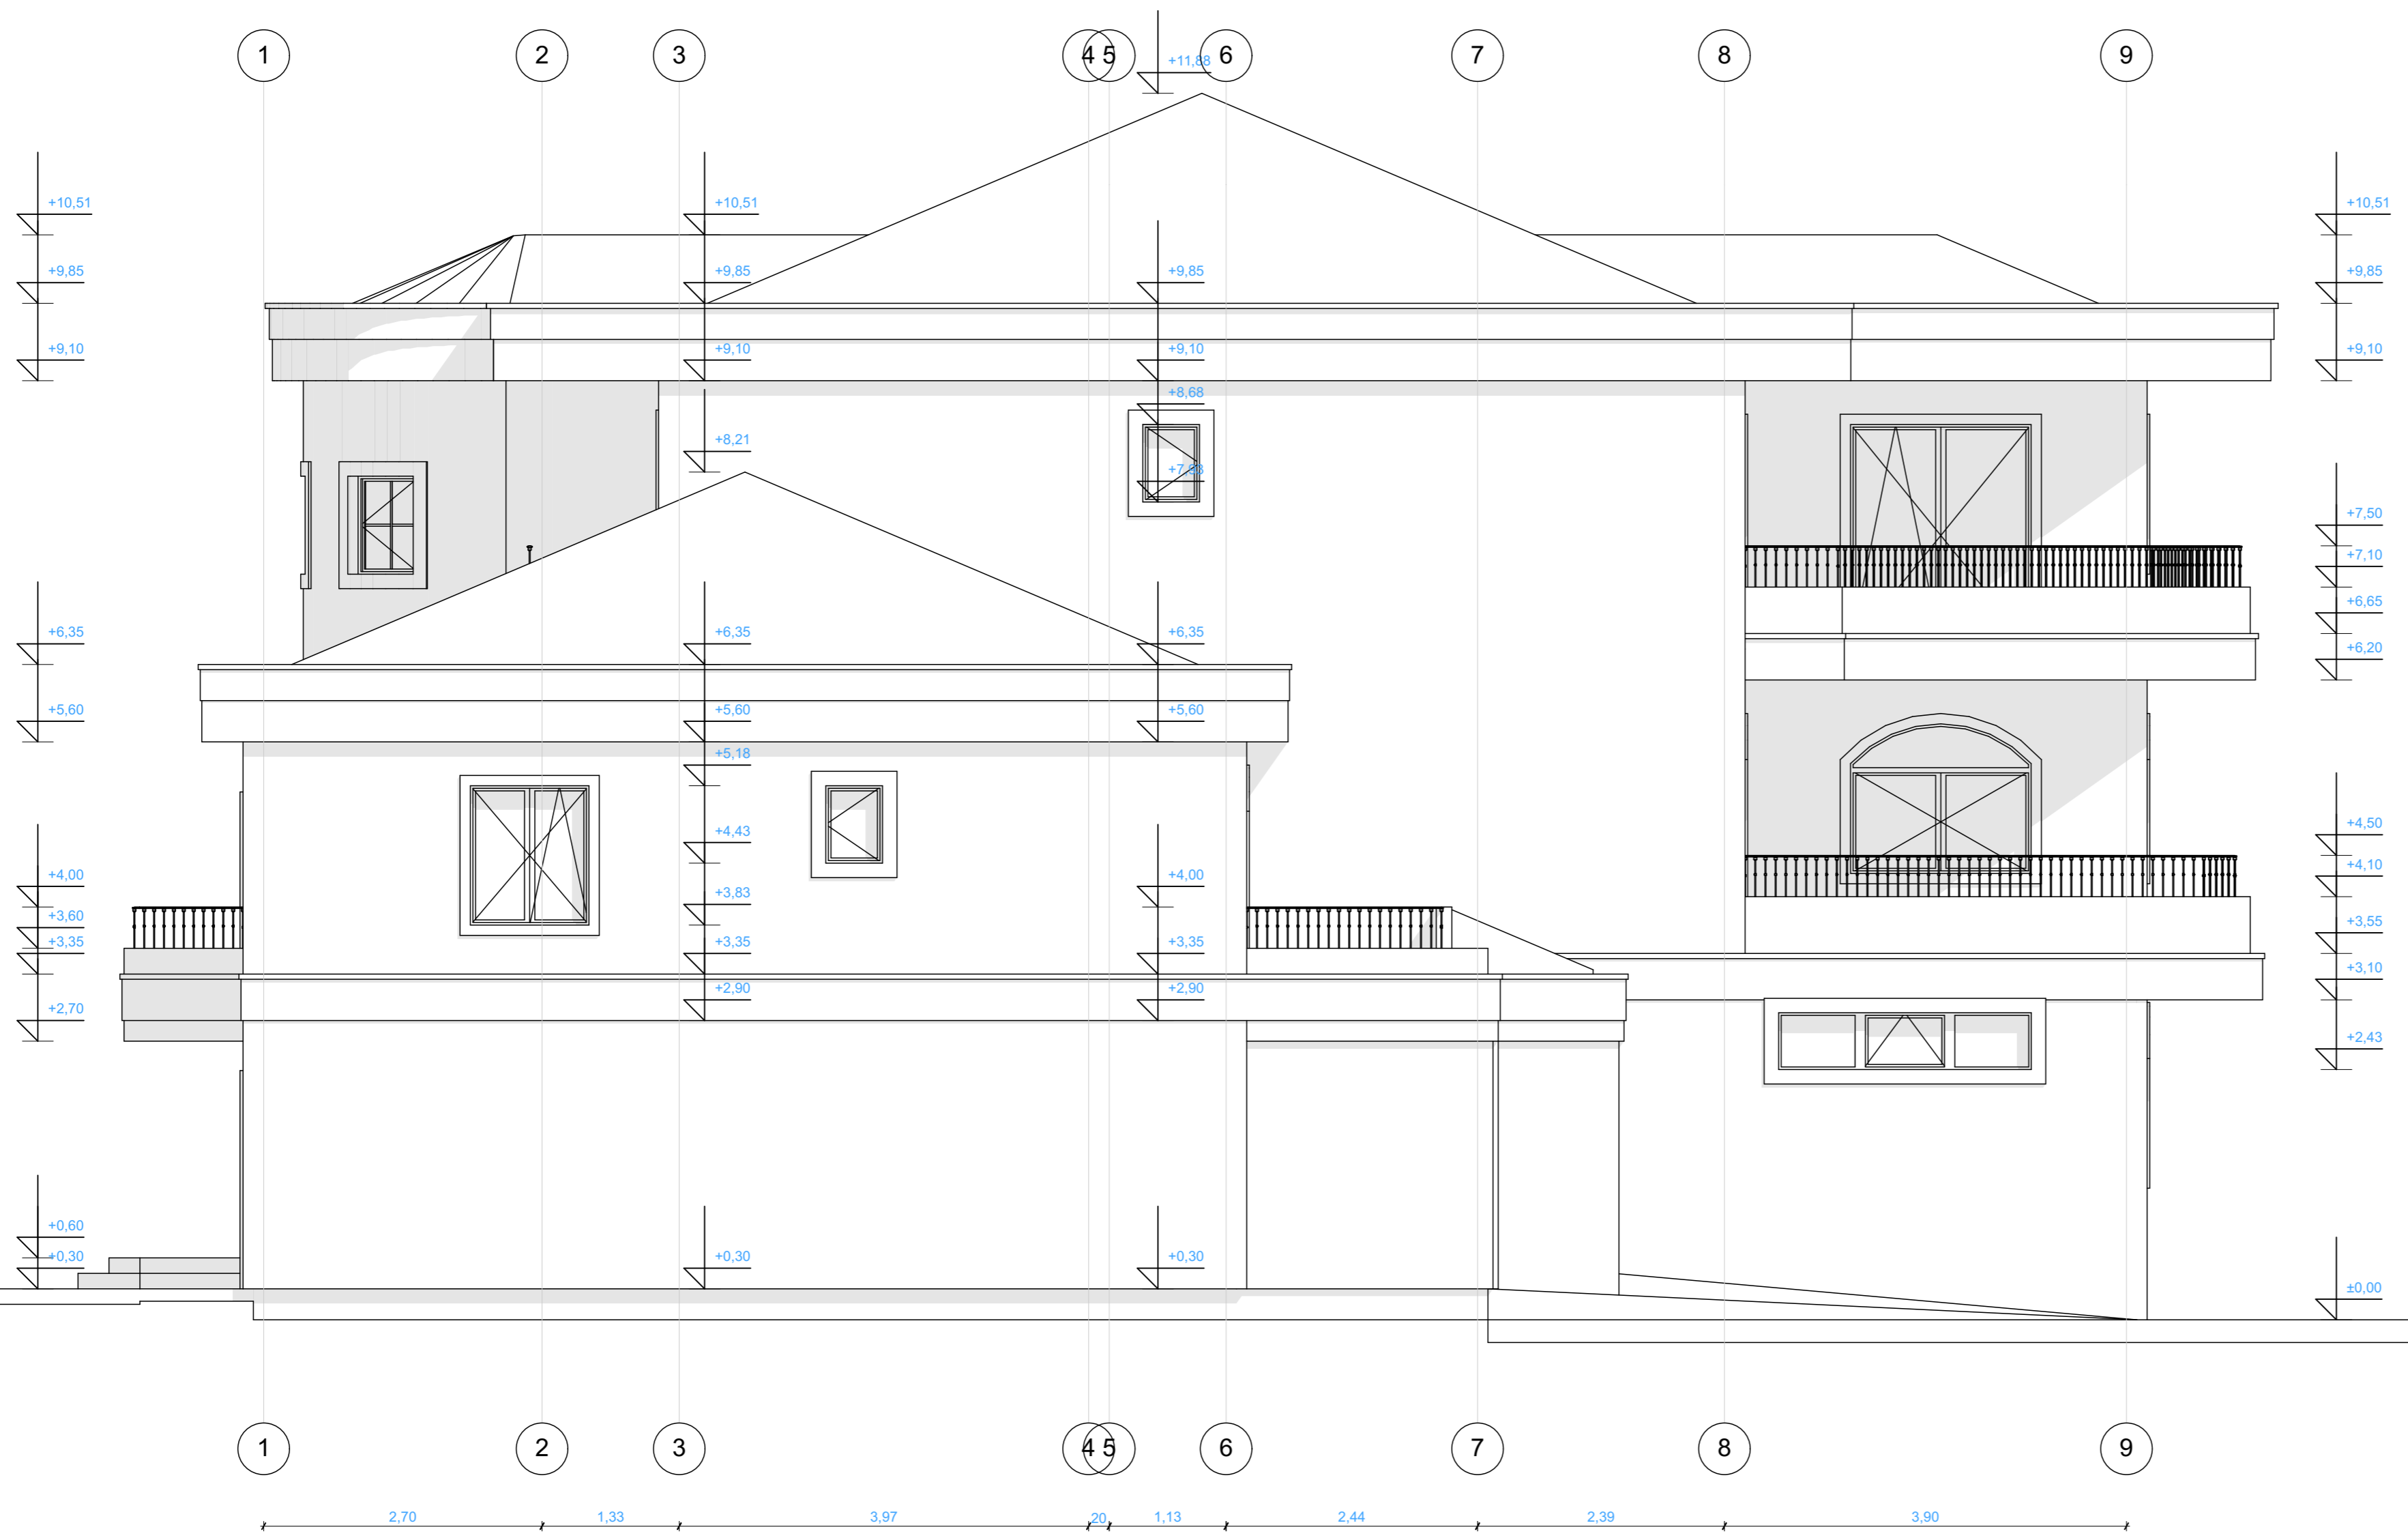 1 2 3 4 5 6 7 8 9
+11,88
+10,51 +10,51 +10,51
+9,85 +9,85 +9,85 +9,85
+9,10 +9,10 +9,10 +9,10
+8,68
+8,21
+7,93
+7,50
+7,10
+6,65
+6,35 +6,35 +6,35
+6,20
+5,60 +5,60 +5,60
+5,18
+4,50
+4,43
+4,00 +4,00 +4,10
+3,83
+3,60 +3,55
+3,35 +3,35 +3,35
+2,90 +2,90 +3,10
+2,70
+2,43
+0,60
+0,30 +0,30 +0,30
±0,00
1 2 3 4 5 6 7 8 9
2,70 1,33 3,97 20 1,13 2,44 2,39 3,90